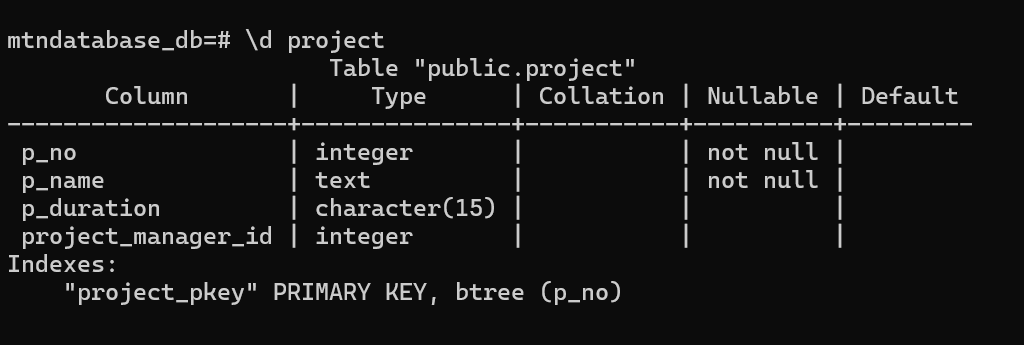 mtndatabase_db=# \d project
                       Table "public.project"
       Column       |     Type      | Collation | Nullable | Default
--------------------+---------------+-----------+----------+---------
 p_no               | integer       |           | not null |
 p_name             | text          |           | not null |
 p_duration         | character(15) |           |          |
 project_manager_id | integer       |           |          |
Indexes:
    "project_pkey" PRIMARY KEY, btree (p_no)